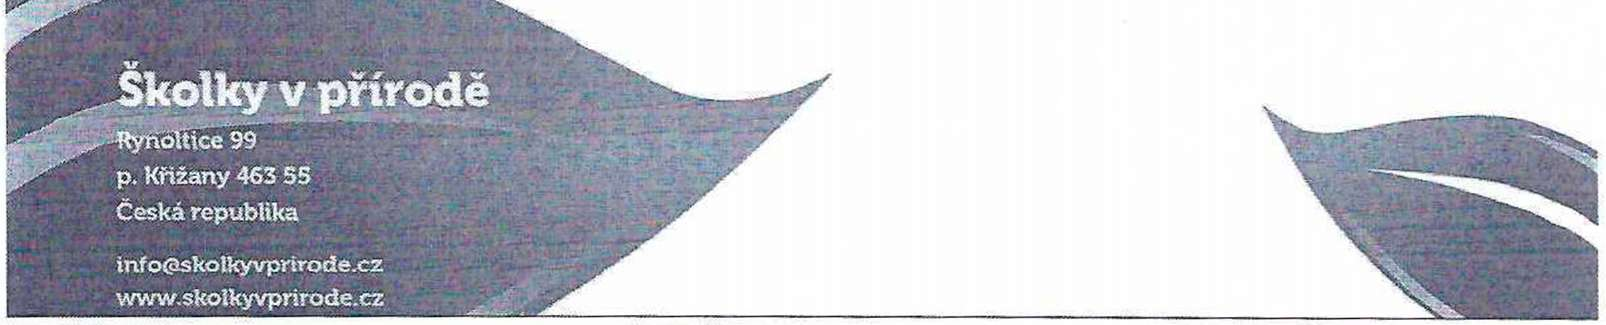 Školky v přírodě
Rynoltice 99
p. Křižany 463 55
Česká republika
info@skolkyvprirode.cz
www.skolkyvprirode.cz